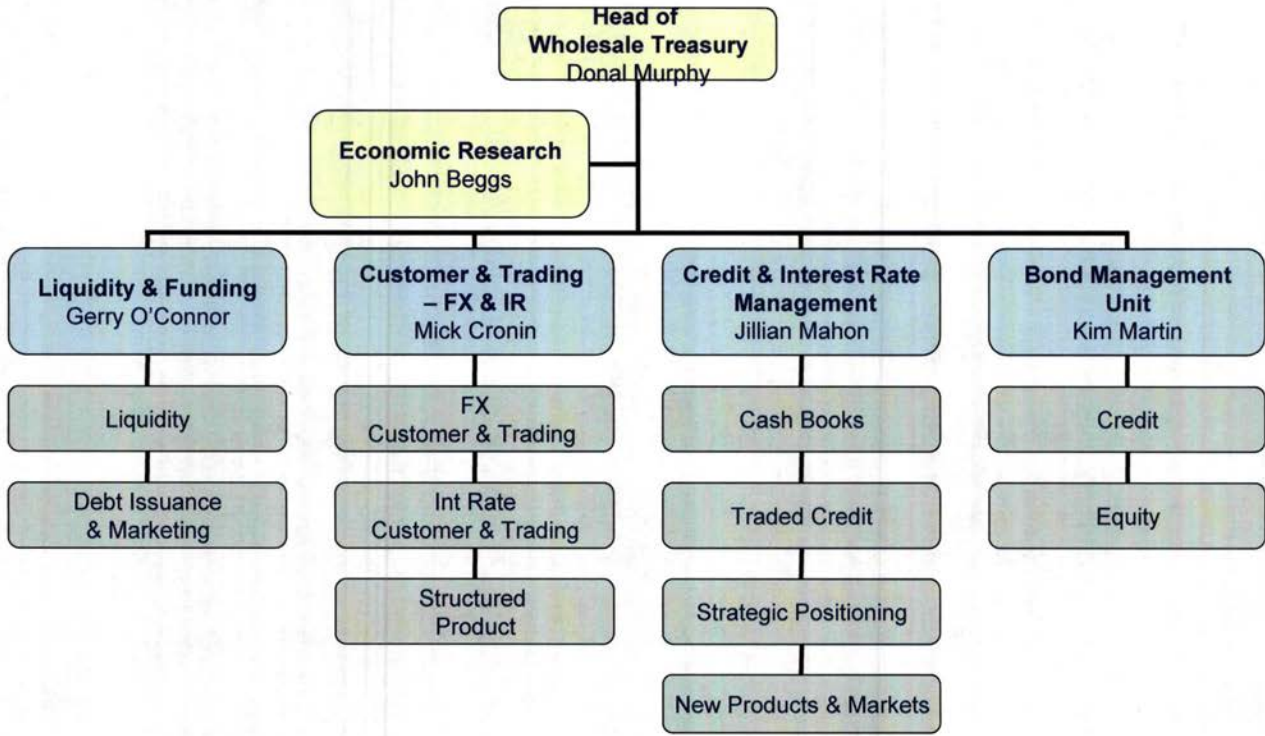 Head of
Wholesale Treasury
Donal Murphy
Economic Research
John Beggs
Liquidity & Funding
Gerry O'Connor
Customer & Trading
– FX & IR
Mick Cronin
Credit & Interest Rate
Management
Jillian Mahon
Bond Management
Unit
Kim Martin
Liquidity
Debt Issuance
& Marketing
FX
Customer & Trading
Int Rate
Customer & Trading
Structured
Product
Cash Books
Traded Credit
Strategic Positioning
New Products & Markets
Credit
Equity